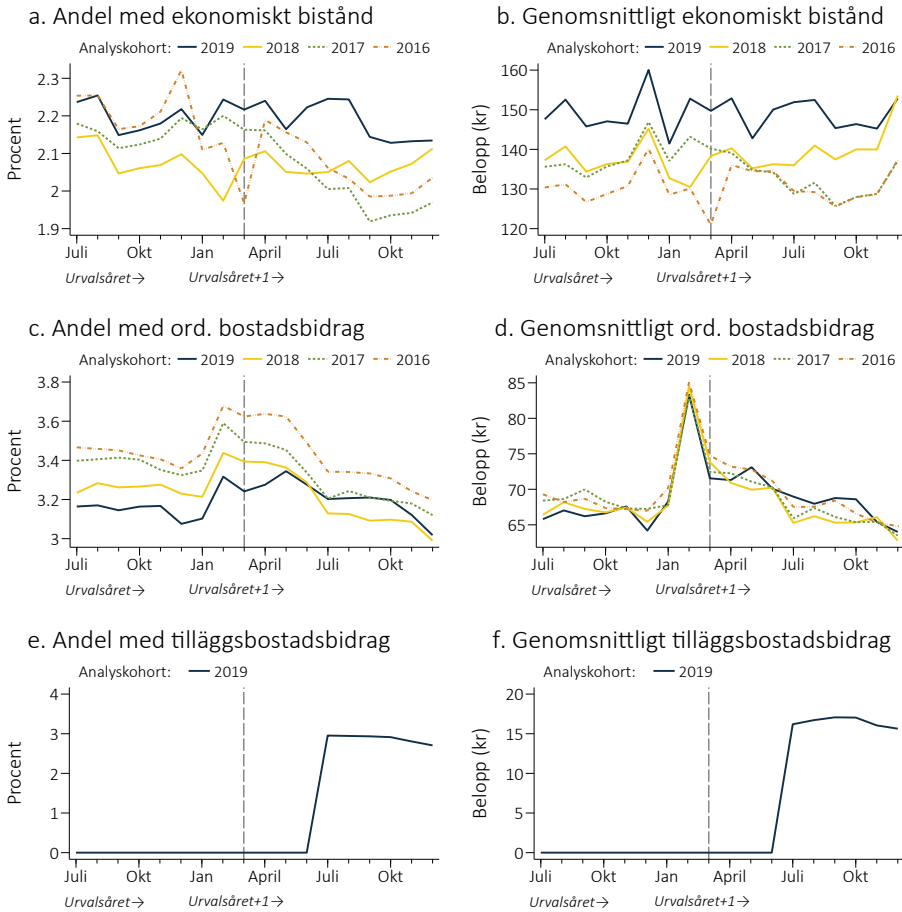 a. Andel med ekonomiskt bistånd
Analyskohort: 2019 2018 2017 2016
Procent
2.3
2.2
2.1
2
1.9
Juli Okt Jan April Juli Okt
Urvalsåret→ Urvalsåret+1→
b. Genomsnittligt ekonomiskt bistånd
Analyskohort: 2019 2018 2017 2016
Belopp (kr)
160
150
140
130
120
Juli Okt Jan April Juli Okt
Urvalsåret→ Urvalsåret+1→
c. Andel med ord. bostadsbidrag
Analyskohort: 2019 2018 2017 2016
Procent
3.8
3.6
3.4
3.2
3
Juli Okt Jan April Juli Okt
Urvalsåret→ Urvalsåret+1→
d. Genomsnittligt ord. bostadsbidrag
Analyskohort: 2019 2018 2017 2016
Belopp (kr)
85
80
75
70
65
Juli Okt Jan April Juli Okt
Urvalsåret→ Urvalsåret+1→
e. Andel med tilläggsbostadsbidrag
Analyskohort: 2019
Procent
4
3
2
1
0
Juli Okt Jan April Juli Okt
Urvalsåret→ Urvalsåret+1→
f. Genomsnittligt tilläggsbostadsbidrag
Analyskohort: 2019
Belopp (kr)
20
15
10
5
0
Juli Okt Jan April Juli Okt
Urvalsåret→ Urvalsåret+1→